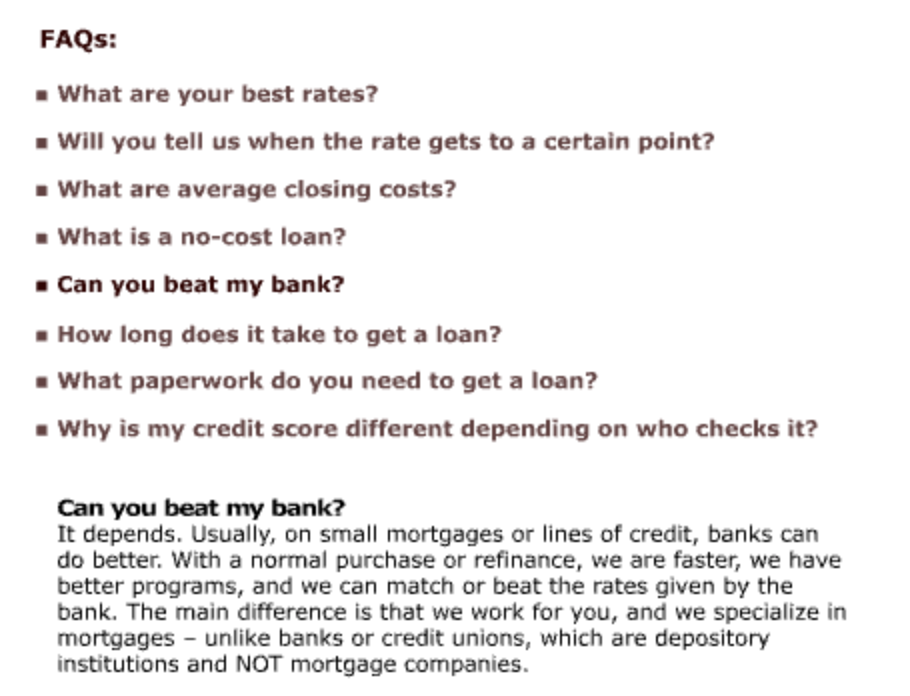 FAQs:
▪ What are your best rates?
▪ Will you tell us when the rate gets to a certain point?
▪ What are average closing costs?
▪ What is a no-cost loan?
▪ Can you beat my bank?
▪ How long does it take to get a loan?
▪ What paperwork do you need to get a loan?
▪ Why is my credit score different depending on who checks it?
Can you beat my bank?
It depends. Usually, on small mortgages or lines of credit, banks can
do better. With a normal purchase or refinance, we are faster, we have
better programs, and we can match or beat the rates given by the
bank. The main difference is that we work for you, and we specialize in
mortgages – unlike banks or credit unions, which are depository
institutions and NOT mortgage companies.